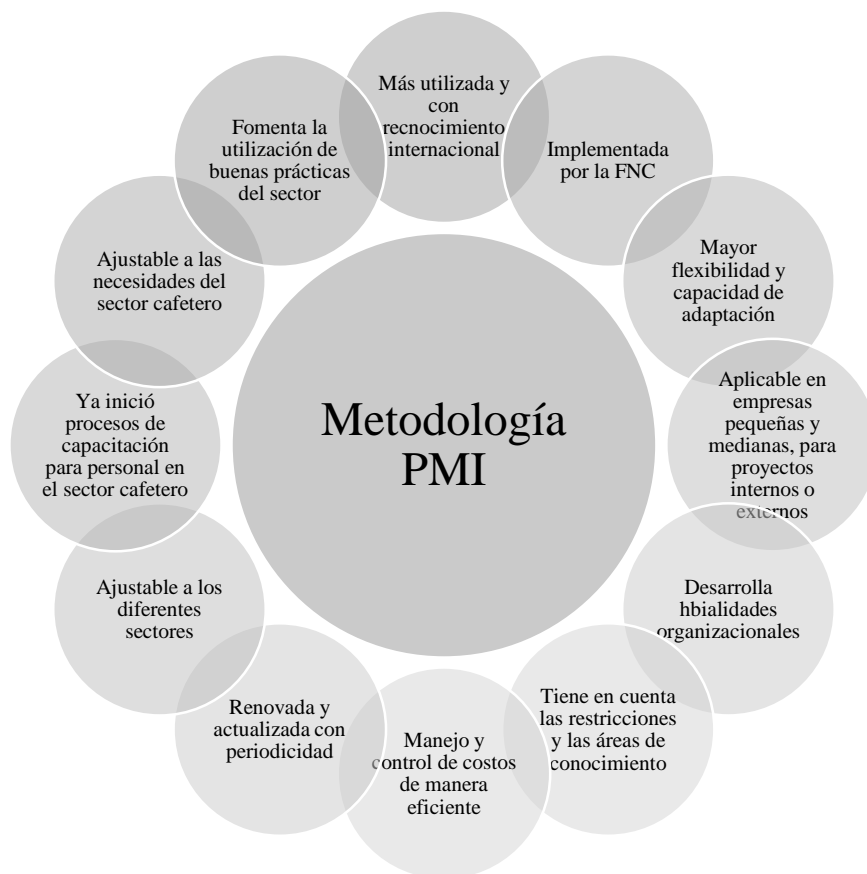 Metodología
PMI
Más utilizada y
con
recnocimiento
internacional
Implementada
por la FNC
Mayor
flexibilidad y
capacidad de
adaptación
Aplicable en
empresas
pequeñas y
medianas, para
proyectos
internos o
externos
Desarrolla
hbialidades
organizacionales
Tiene en cuenta
las restricciones
y las áreas de
conocimiento
Manejo y
control de costos
de manera
eficiente
Renovada y
actualizada con
periodicidad
Ajustable a los
diferentes
sectores
Ya inició
procesos de
capacitación
para personal en
el sector cafetero
Ajustable a las
necesidades del
sector cafetero
Fomenta la
utilización de
buenas prácticas
del sector